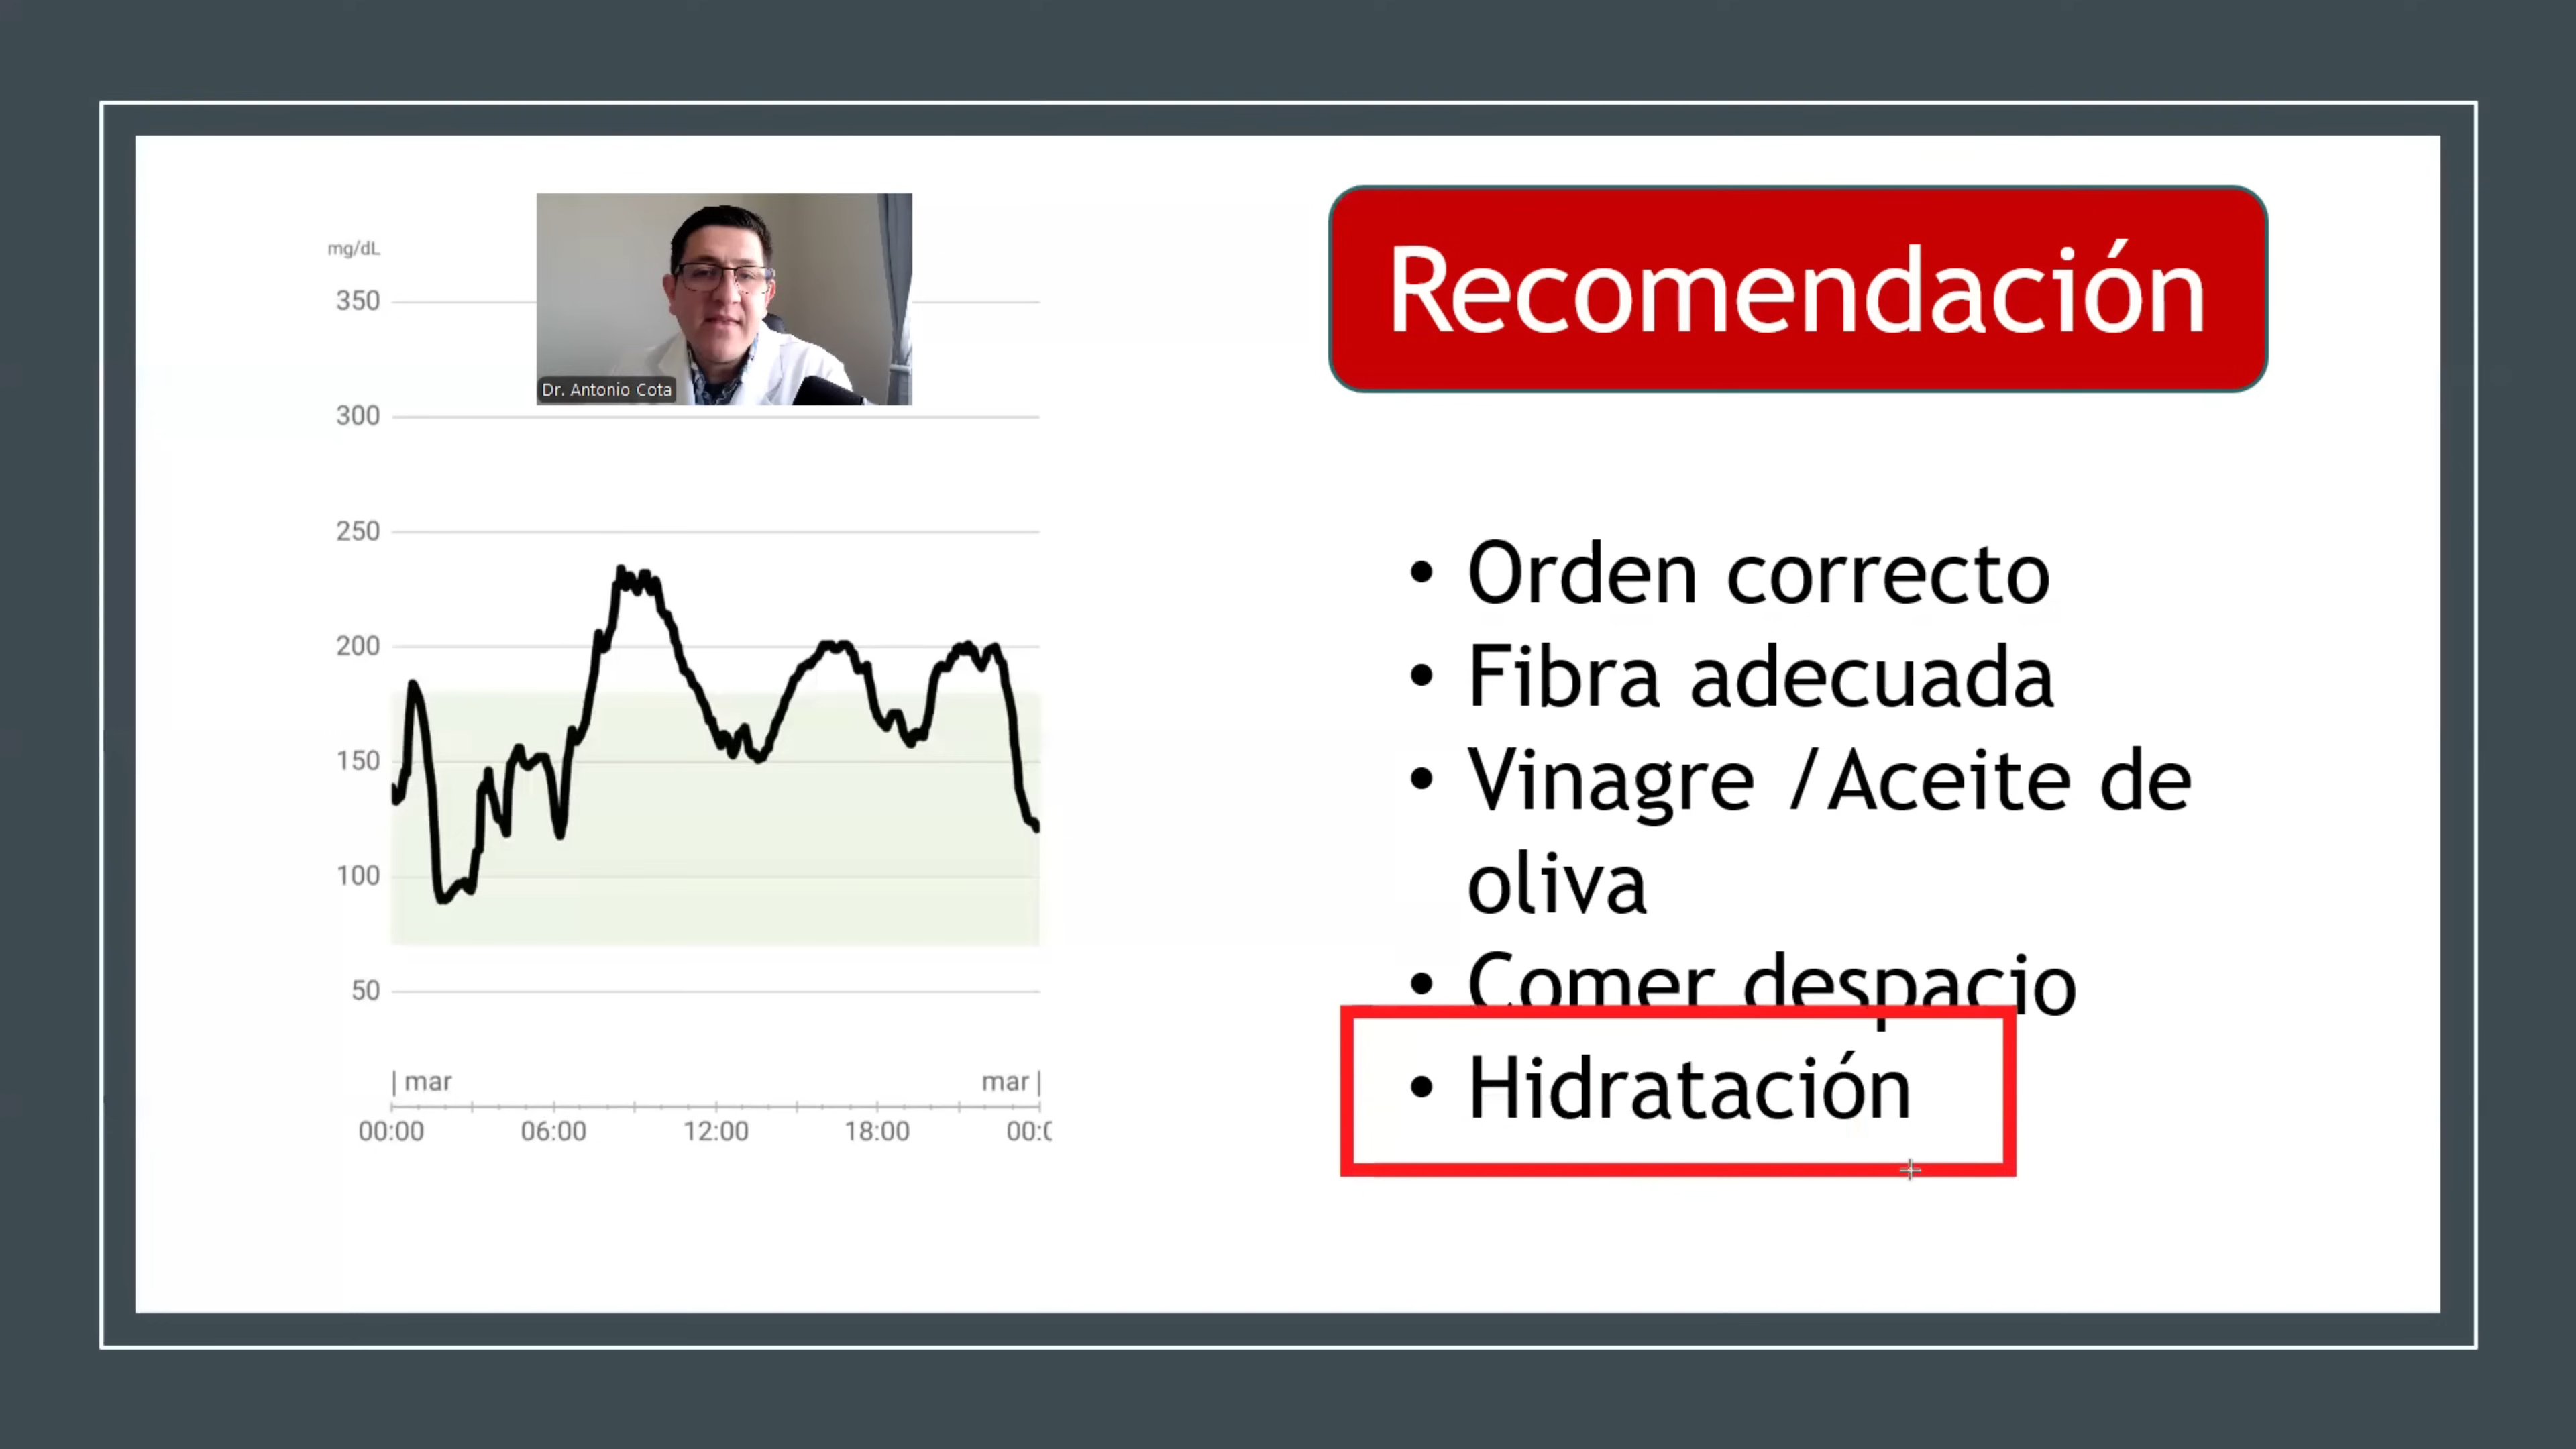 mg/dL
350
300
250
200
150
100
50
| mar
mar |
00:00
06:00
12:00
18:00
Dr. Antonio Cota
Recomendación
• Orden correcto
• Fibra adecuada
• Vinagre /Aceite de
oliva
• Comer despacio
• Hidratación